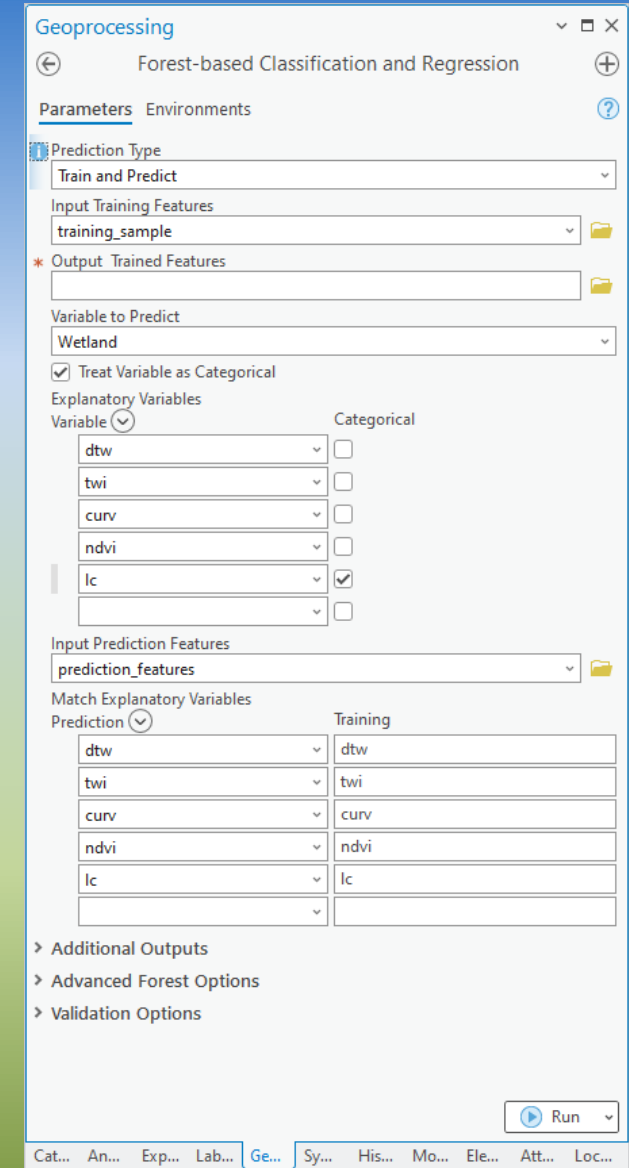 Geoprocessing
Forest-based Classification and Regression
Parameters Environments
Prediction Type
Train and Predict
Input Training Features
training_sample
* Output Trained Features
Variable to Predict
Wetland
Treat Variable as Categorical
Explanatory Variables
Variable Categorical
dtw
twi
curv
ndvi
lc
Input Prediction Features
prediction_features
Match Explanatory Variables
Prediction Training
dtw dtw
twi twi
curv curv
ndvi ndvi
lc lc
> Additional Outputs
> Advanced Forest Options
> Validation Options
Run
Cat... An... Exp... Lab... Ge... Sy... His... Mo... Ele... Att... Loc...